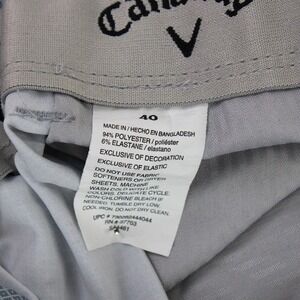 Callaway
40
MADE IN / HECHO EN BANGLADESH
94% POLYESTER / poliéster
6% ELASTANE / elastano
EXCLUSIVE OF DECORATION
EXCLUSIVE OF ELASTIC
DO NOT USE FABRIC
SOFTENERS OR DRYER
SHEETS. MACHINE
WASH COLD WITH LIKE
COLORS. DELICATE CYCLE.
NON-CHLORINE BLEACH IF
NEEDED. TUMBLE DRY LOW.
COOL IRON. DO NOT DRY CLEAN.
RN # 37763